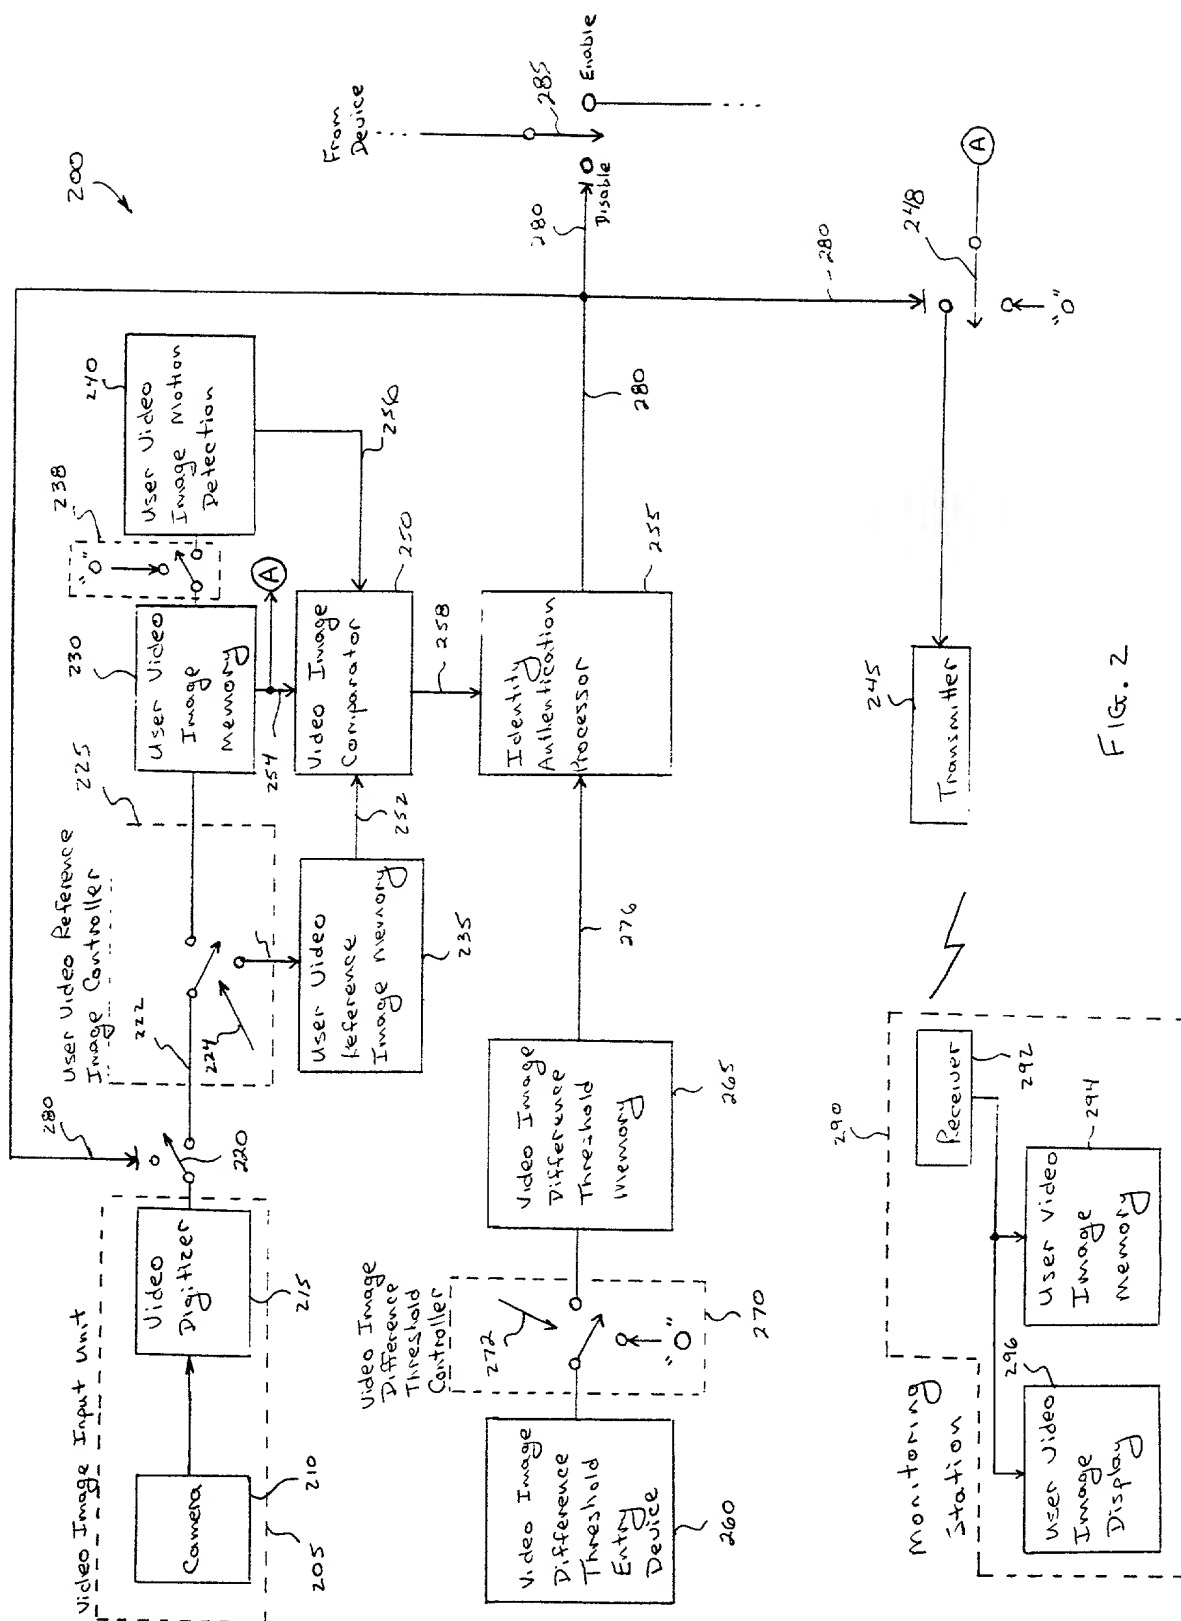 200
From
Device
285
Enable
Disable
280
280
280
248
A
"0"
240
User Video
Image Motion
Detection
238
"0"
256
A
230
User Video
Image
Memory
254
250
Video Image
Comparator
258
255
Identity
Authentication
Processor
245
Transmitter
FIG. 2
225
User Video Reference
Image Controller
222
224
252
User Video
Reference
Image Memory
235
276
280
220
Video Image
Difference
Threshold
Memory
265
Video Image Input Unit
Video
Digitizer
215
Camera
210
205
Video Image
Difference
Threshold
Controller
272
"0"
270
Video Image
Difference
Threshold
Entry
Device
260
290
Receiver
292
294
User Video
Image
Memory
296
User Video
Image
Display
Monitoring
Station